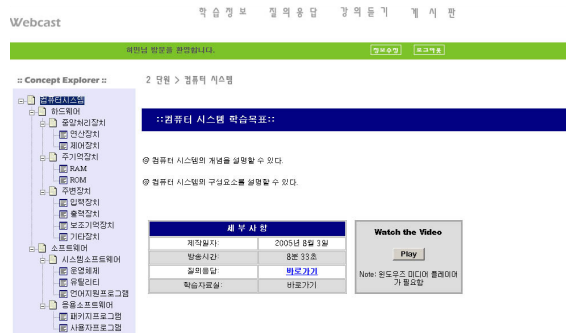 Webcast
학습정보 질의응답 강의듣기 게시판
희민님 방문을 환영합니다.
정보수정 로그아웃
:: Concept Explorer ::
2 단원 > 컴퓨터 시스템
컴퓨터시스템
하드웨어
중앙처리장치
연산장치
제어장치
주기억장치
RAM
ROM
주변장치
입력장치
출력장치
보조기억장치
기타장치
소프트웨어
시스템소프트웨어
운영체제
유틸리티
언어지원프로그램
응용소프트웨어
패키지프로그램
사용자프로그램
::컴퓨터 시스템 학습목표::
@ 컴퓨터 시스템의 개념을 설명할 수 있다.
@ 컴퓨터 시스템의 구성요소를 설명할 수 있다.
세 부 사 항
제작일자: 2005년 8월 3일
방송시간: 8분 33초
질의응답: 바로가기
학습자료실: 바로가기
Watch the Video
Play
Note: 윈도우즈 미디어 플레이어
가 필요함